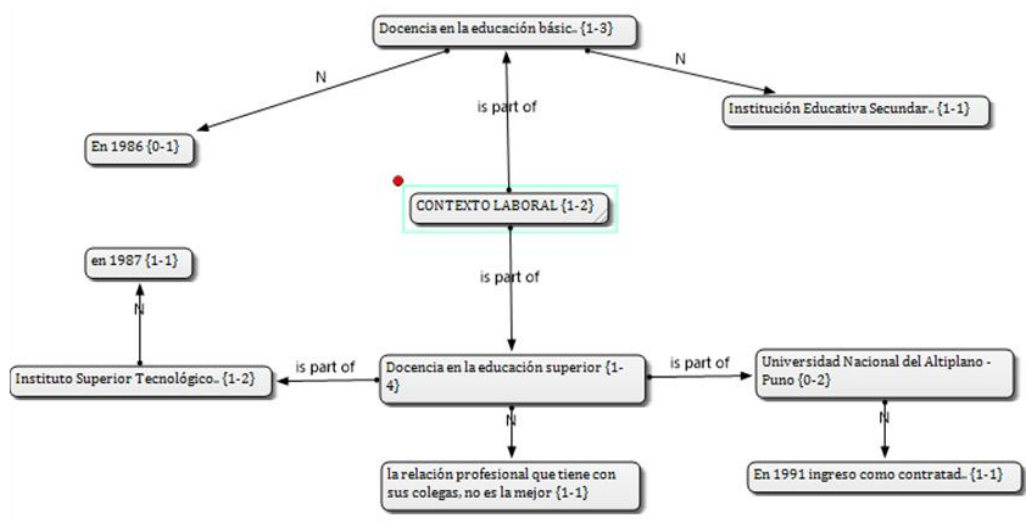 Docencia en la educación básic.. {1-3}
N
N
is part of
Institución Educativa Secundar.. {1-1}
En 1986 {0-1}
CONTEXTO LABORAL {1-2}
en 1987 {1-1}
is part of
N
Instituto Superior Tecnológico.. {1-2}
is part of
Docencia en la educación superior {1-
4}
is part of
Universidad Nacional del Altiplano -
Puno {0-2}
N
N
la relación profesional que tiene con
sus colegas, no es la mejor {1-1}
En 1991 ingreso como contratad.. {1-1}